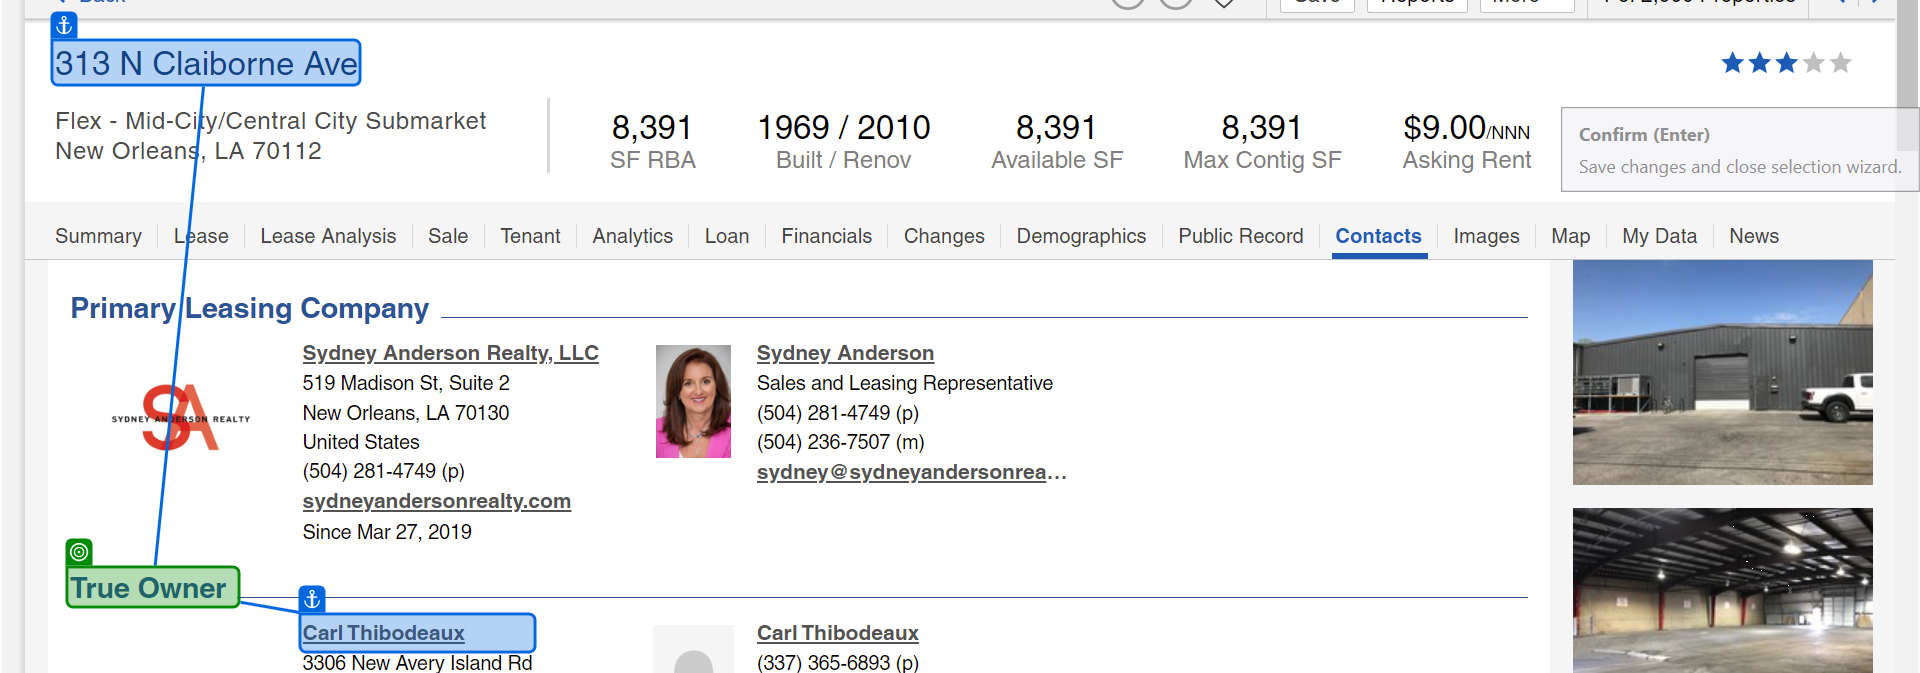 Back
Save Reports More
313 N Claiborne Ave
Flex - Mid-City/Central City Submarket
New Orleans, LA 70112
8,391
SF RBA
1969 / 2010
Built / Renov
8,391
Available SF
8,391
Max Contig SF
$9.00/NNN
Asking Rent
Confirm (Enter)
Save changes and close selection wizard.
Summary Lease Lease Analysis Sale Tenant Analytics Loan Financials Changes Demographics Public Record Contacts Images Map My Data News
Primary Leasing Company
SYDNEY ANDERSON REALTY
Sydney Anderson Realty, LLC
519 Madison St, Suite 2
New Orleans, LA 70130
United States
(504) 281-4749 (p)
sydneyandersonrealty.com
Since Mar 27, 2019
Sydney Anderson
Sales and Leasing Representative
(504) 281-4749 (p)
(504) 236-7507 (m)
sydney@sydneyandersonrea...
True Owner
Carl Thibodeaux
3306 New Avery Island Rd
Carl Thibodeaux
(337) 365-6893 (p)